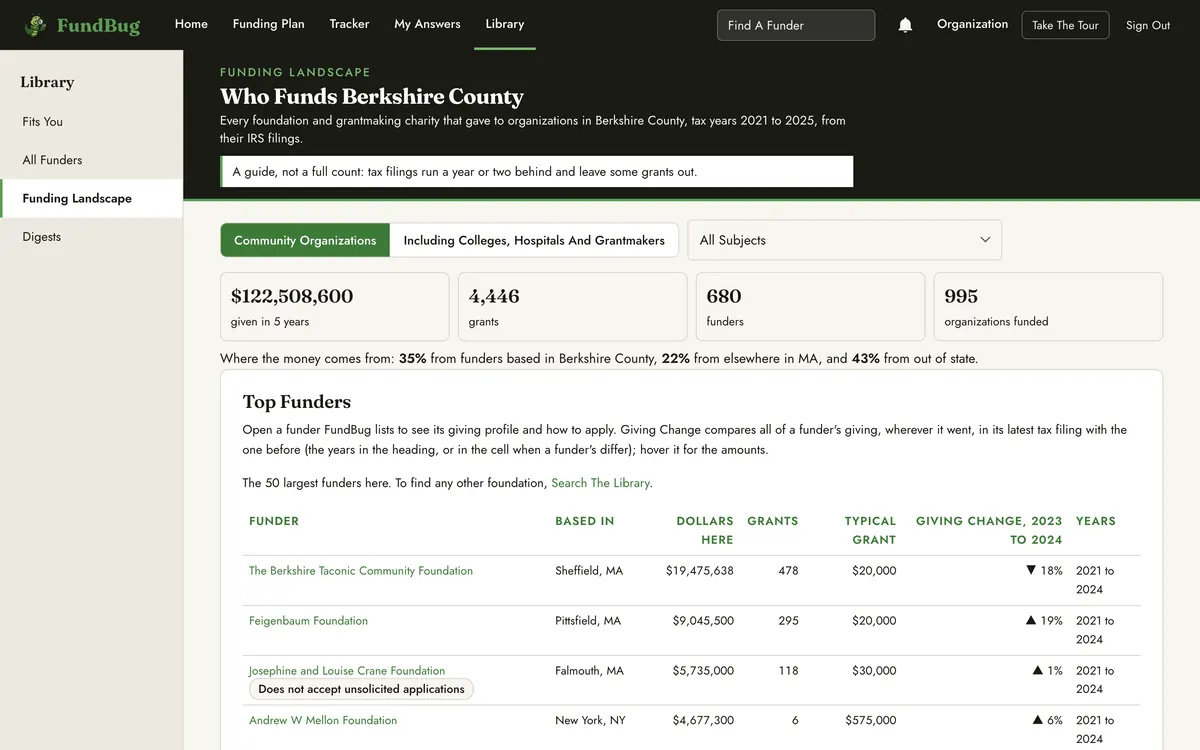 FundBug
Home
Funding Plan
Tracker
My Answers
Library
Find A Funder
Organization
Take The Tour
Sign Out
Library
Fits You
All Funders
Funding Landscape
Digests
FUNDING LANDSCAPE
Who Funds Berkshire County
Every foundation and grantmaking charity that gave to organizations in Berkshire County, tax years 2021 to 2025, from
their IRS filings.
A guide, not a full count: tax filings run a year or two behind and leave some grants out.
Community Organizations
Including Colleges, Hospitals And Grantmakers
All Subjects
$122,508,600
given in 5 years
4,446
grants
680
funders
995
organizations funded
Where the money comes from: 35% from funders based in Berkshire County, 22% from elsewhere in MA, and 43% from out of state.
Top Funders
Open a funder FundBug lists to see its giving profile and how to apply. Giving Change compares all of a funder's giving, wherever it went, in its latest tax filing with the
one before (the years in the heading, or in the cell when a funder's differ); hover it for the amounts.
The 50 largest funders here. To find any other foundation, Search The Library.
FUNDER BASED IN DOLLARS HERE GRANTS TYPICAL GRANT GIVING CHANGE, 2023 TO 2024 YEARS
The Berkshire Taconic Community Foundation Sheffield, MA $19,475,638 478 $20,000 ▼ 18% 2021 to 2024
Feigenbaum Foundation Pittsfield, MA $9,045,500 295 $20,000 ▲ 19% 2021 to 2024
Josephine and Louise Crane Foundation Falmouth, MA $5,735,000 118 $30,000 ▲ 1% 2021 to 2024
Does not accept unsolicited applications
Andrew W Mellon Foundation New York, NY $4,677,300 6 $575,000 ▲ 6% 2021 to 2024